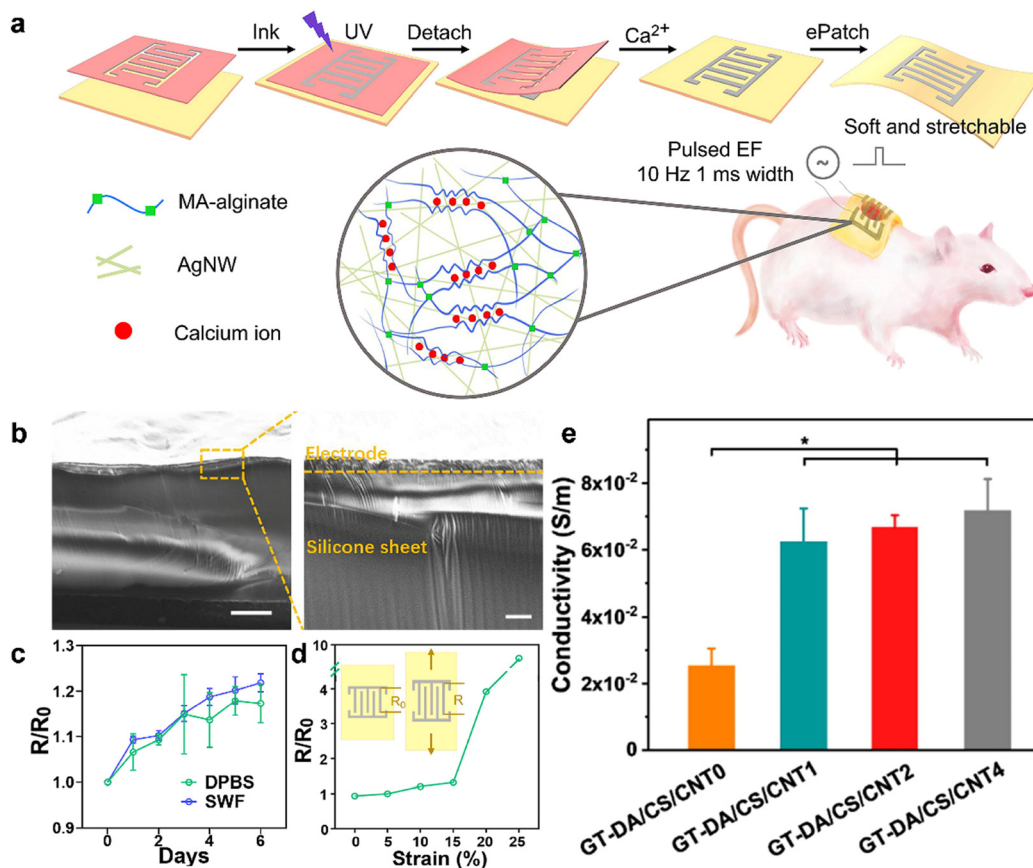 a
Ink
UV
Detach
Ca²⁺
ePatch
Soft and stretchable
Pulsed EF
10 Hz 1 ms width
~
MA-alginate
AgNW
Calcium ion
b
Electrode
Silicone sheet
c
R/R₀
1.3
1.2
1.1
1.0
0.9
DPBS
SWF
0 2 4 6
Days
d
R/R₀
10
4
2
1
0
R₀
R
0 5 10 15 20 25
Strain (%)
e
Conductivity (S/m)
8x10⁻²
6x10⁻²
4x10⁻²
2x10⁻²
0
*
GT-DA/CS/CNT0
GT-DA/CS/CNT1
GT-DA/CS/CNT2
GT-DA/CS/CNT4